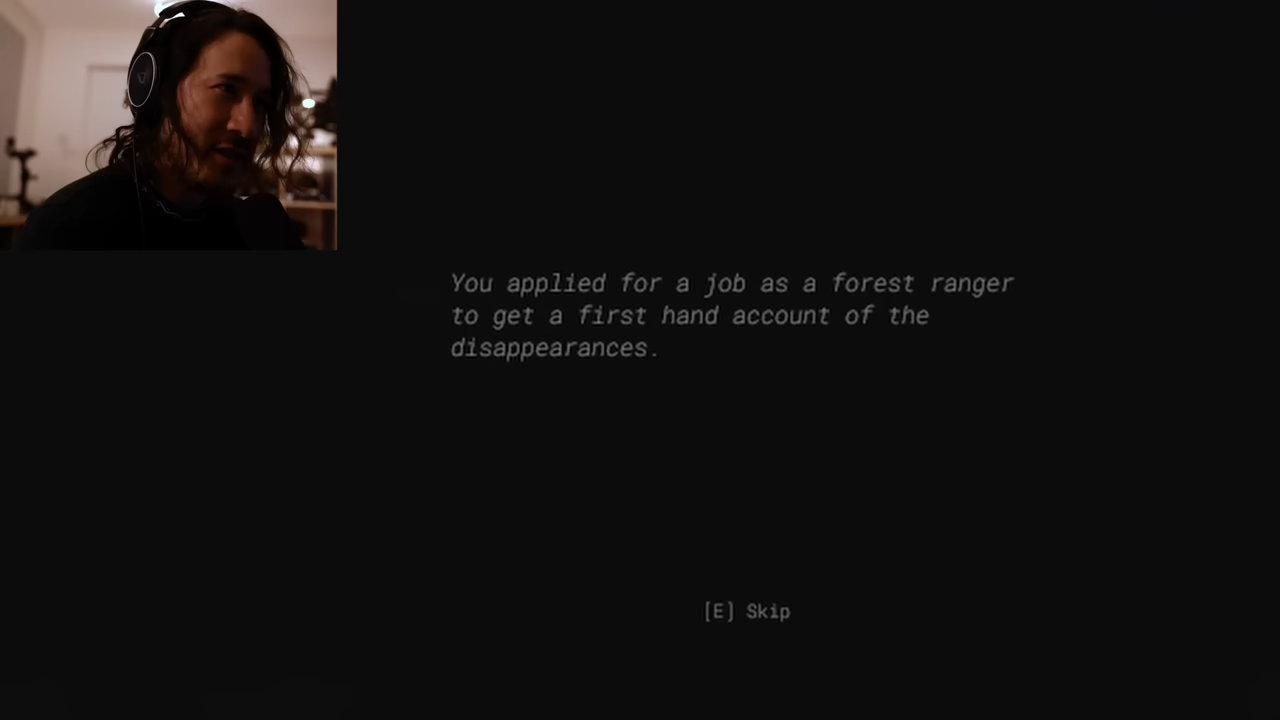 You applied for a job as a forest ranger
to get a first hand account of the
disappearances.
[E] Skip